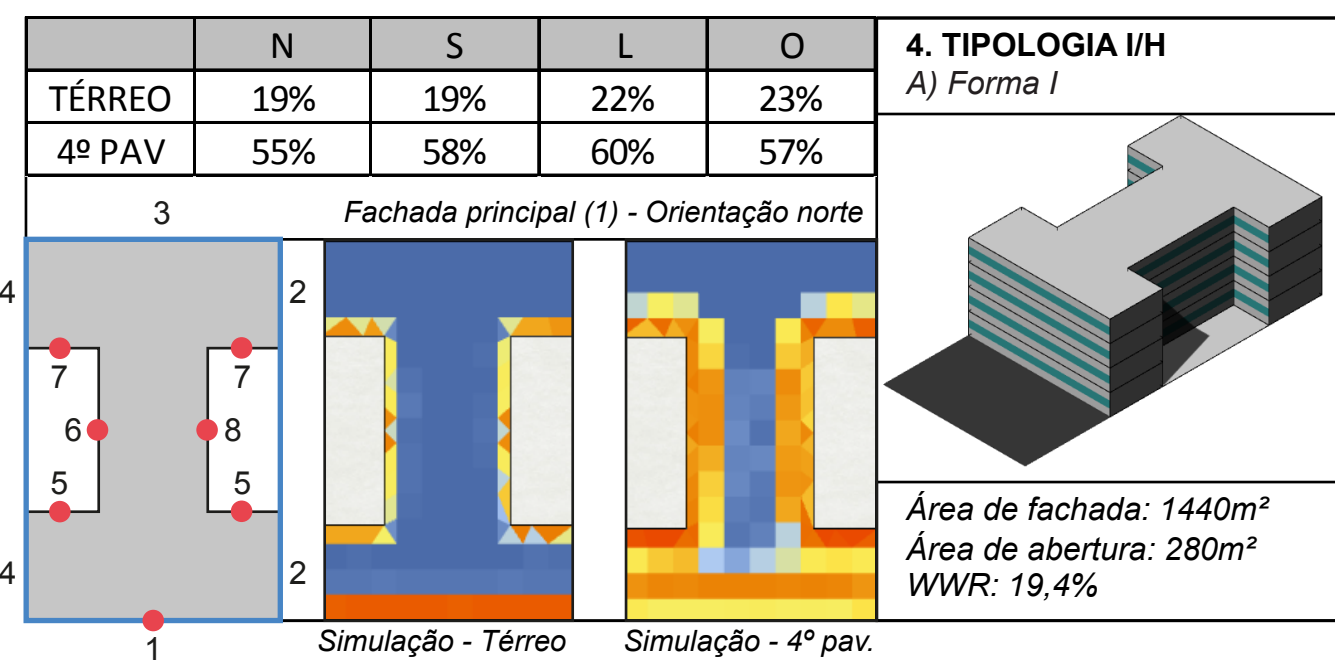 N S L O
TÉRREO 19% 19% 22% 23%
4º PAV 55% 58% 60% 57%
4. TIPOLOGIA I/H
A) Forma I
3
Fachada principal (1) - Orientação norte
4 2
7 7
6 8
5 5
4 2
1
Simulação - Térreo
Simulação - 4º pav.
Área de fachada: 1440m²
Área de abertura: 280m²
WWR: 19,4%